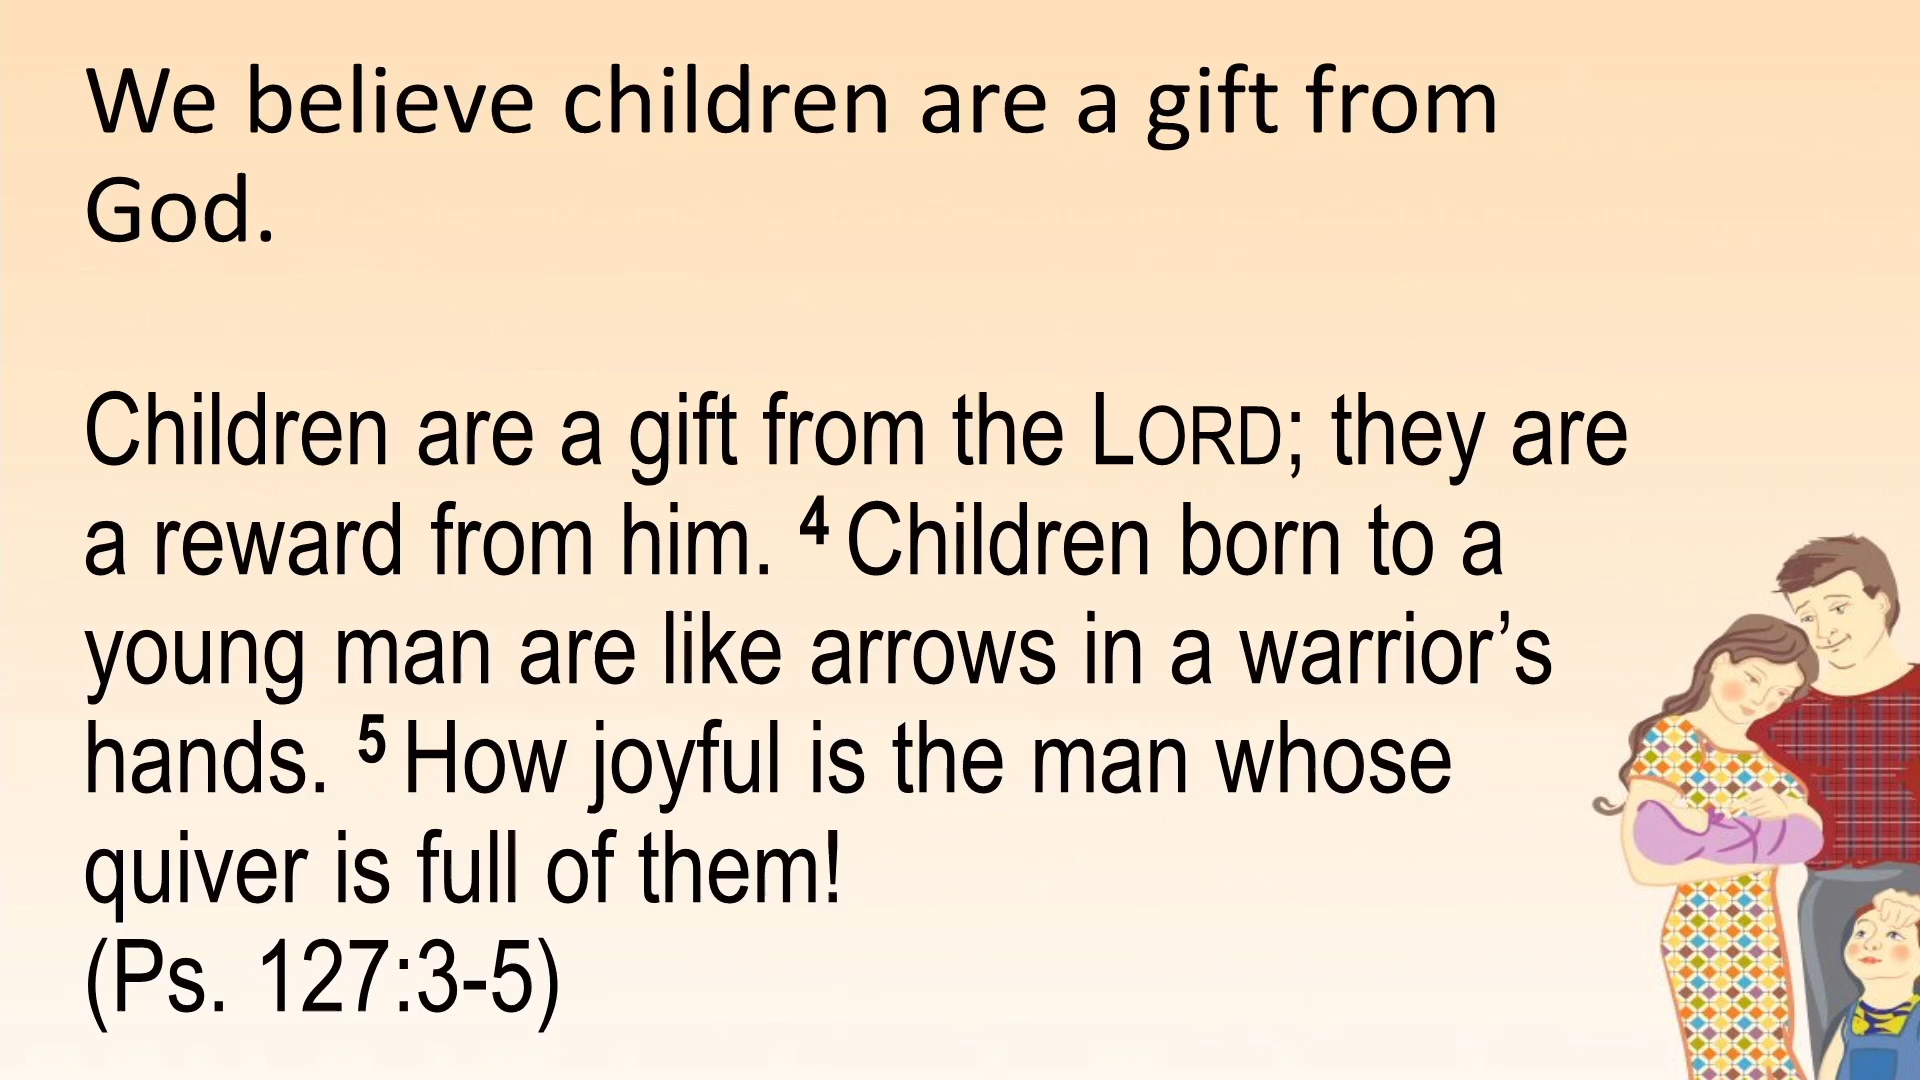 We believe children are a gift from
God.
Children are a gift from the LORD; they are
a reward from him. 4 Children born to a
young man are like arrows in a warrior’s
hands. 5 How joyful is the man whose
quiver is full of them!
(Ps. 127:3-5)